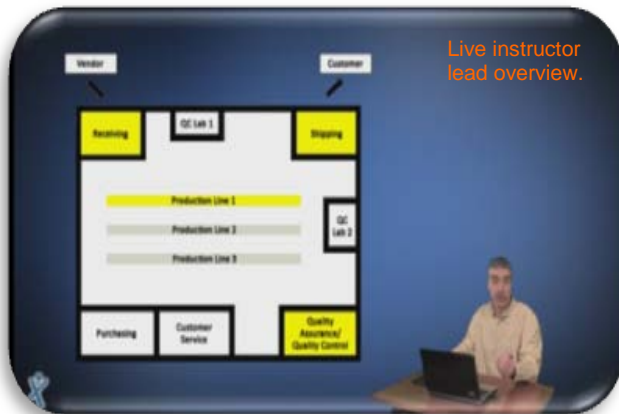 Live instructor
lead overview.
Vendor
Customer
Receiving
QC Lab 1
Shipping
Production Line 1
QC
Lab 2
Production Line 2
Production Line 3
Purchasing
Customer
Service
Quality
Assurance/
Quality Control